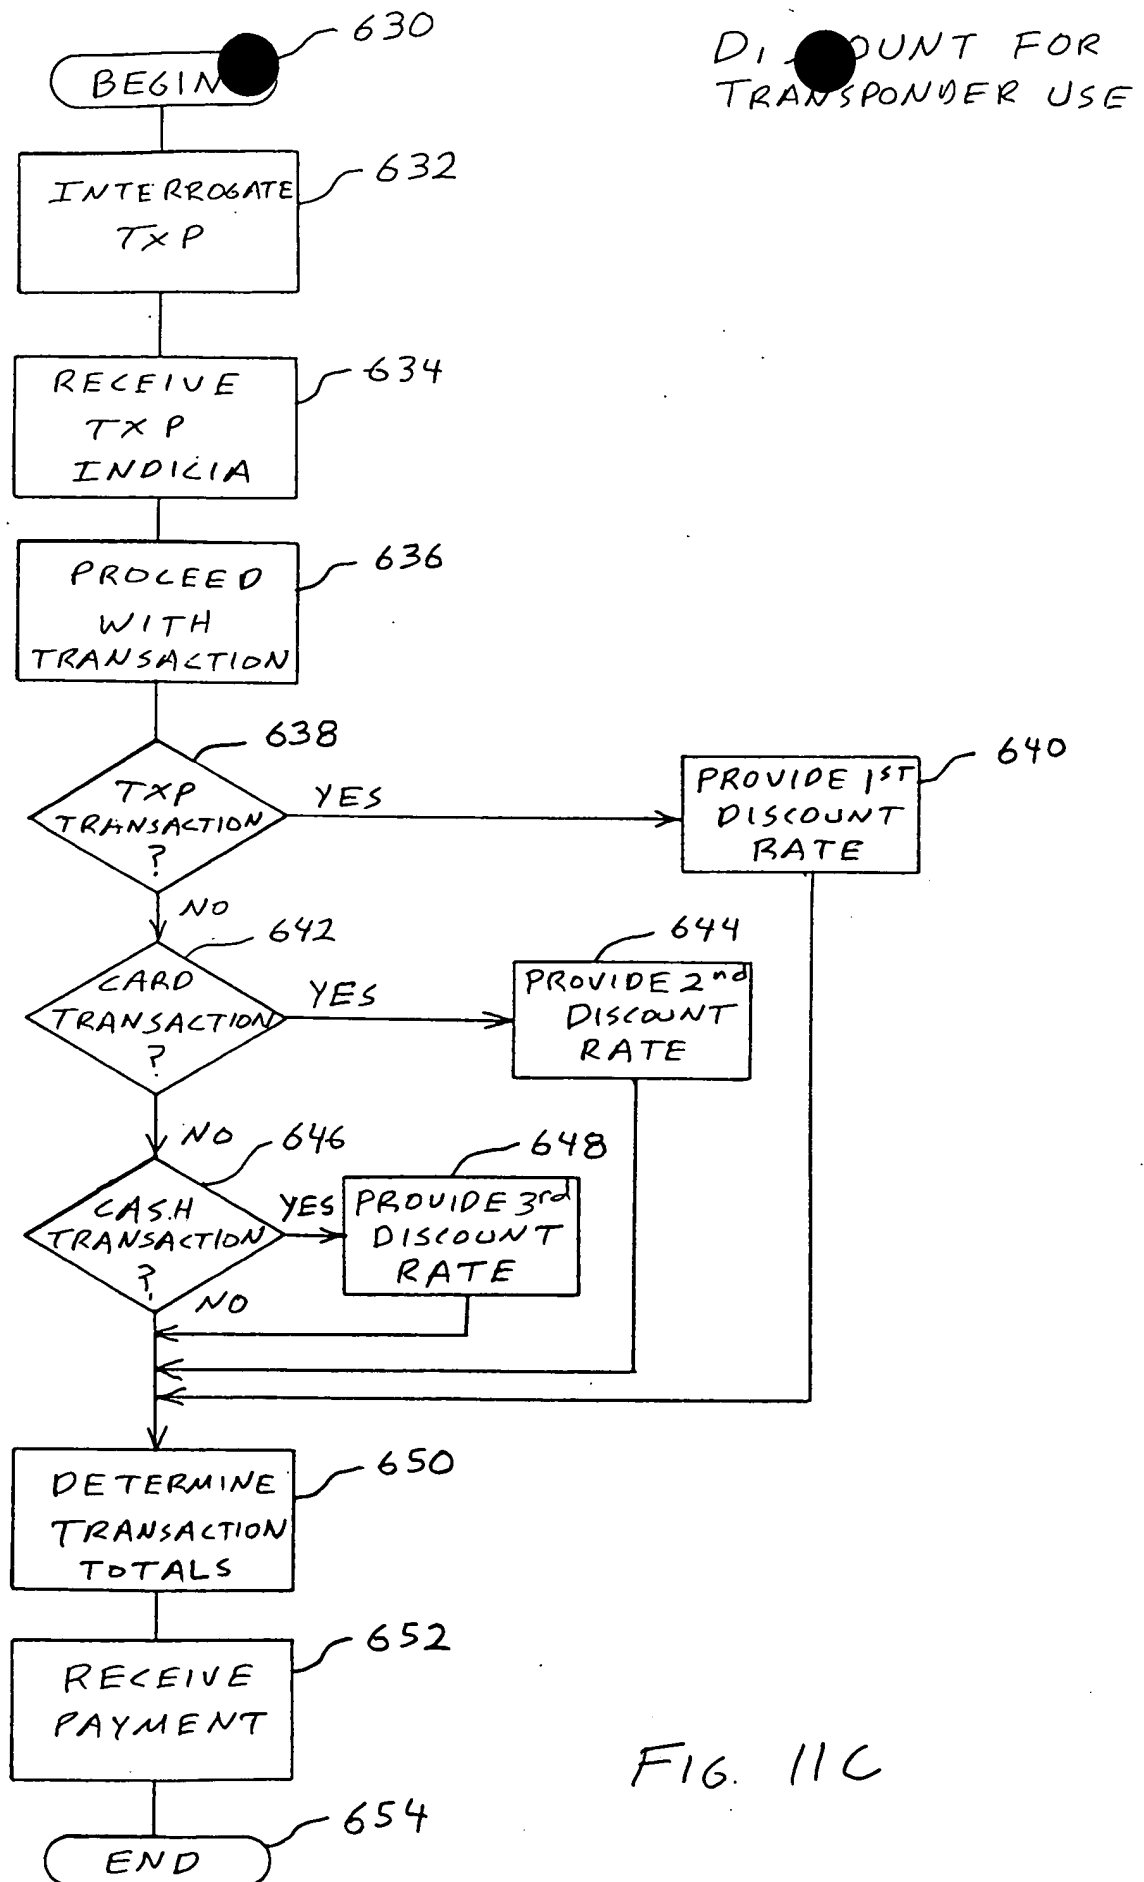 630
DI OUNT FOR
TRANSPONDER USE
BEGIN
632
INTERROGATE
TXP
634
RECEIVE
TXP
INDICIA
636
PROCEED
WITH
TRANSACTION
638
TXP
TRANSACTION
?
YES
640
PROVIDE 1ST
DISCOUNT
RATE
NO
642
CARD
TRANSACTION
?
YES
644
PROVIDE 2nd
DISCOUNT
RATE
NO
646
CASH
TRANSACTION
?
YES
648
PROVIDE 3rd
DISCOUNT
RATE
NO
650
DETERMINE
TRANSACTION
TOTALS
652
RECEIVE
PAYMENT
FIG. 11C
654
END